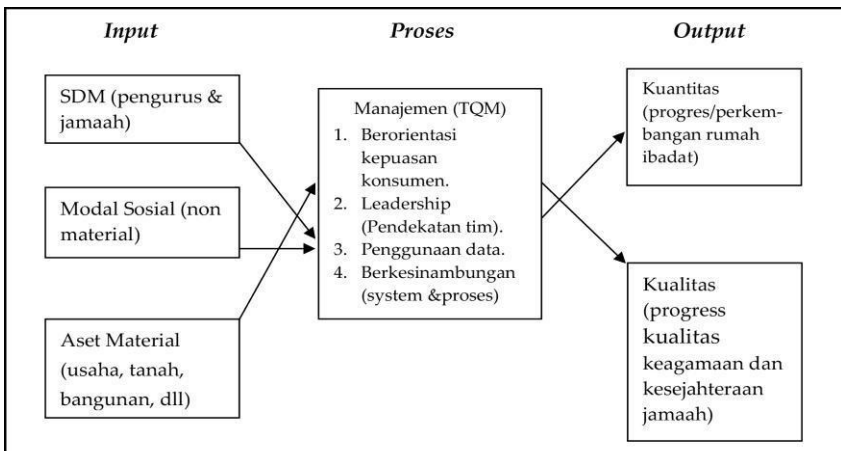 Input
Proses
Output
SDM (pengurus &
jamaah)
Modal Sosial (non
material)
Aset Material
(usaha, tanah,
bangunan, dll)
Manajemen (TQM)
1. Berorientasi
kepuasan
konsumen.
2. Leadership
(Pendekatan tim).
3. Penggunaan data.
4. Berkesinambungan
(system &proses)
Kuantitas
(progres/perkem-
bangan rumah
ibadat)
Kualitas
(progress
kualitas
keagamaan dan
kesejahteraan
jamaah)